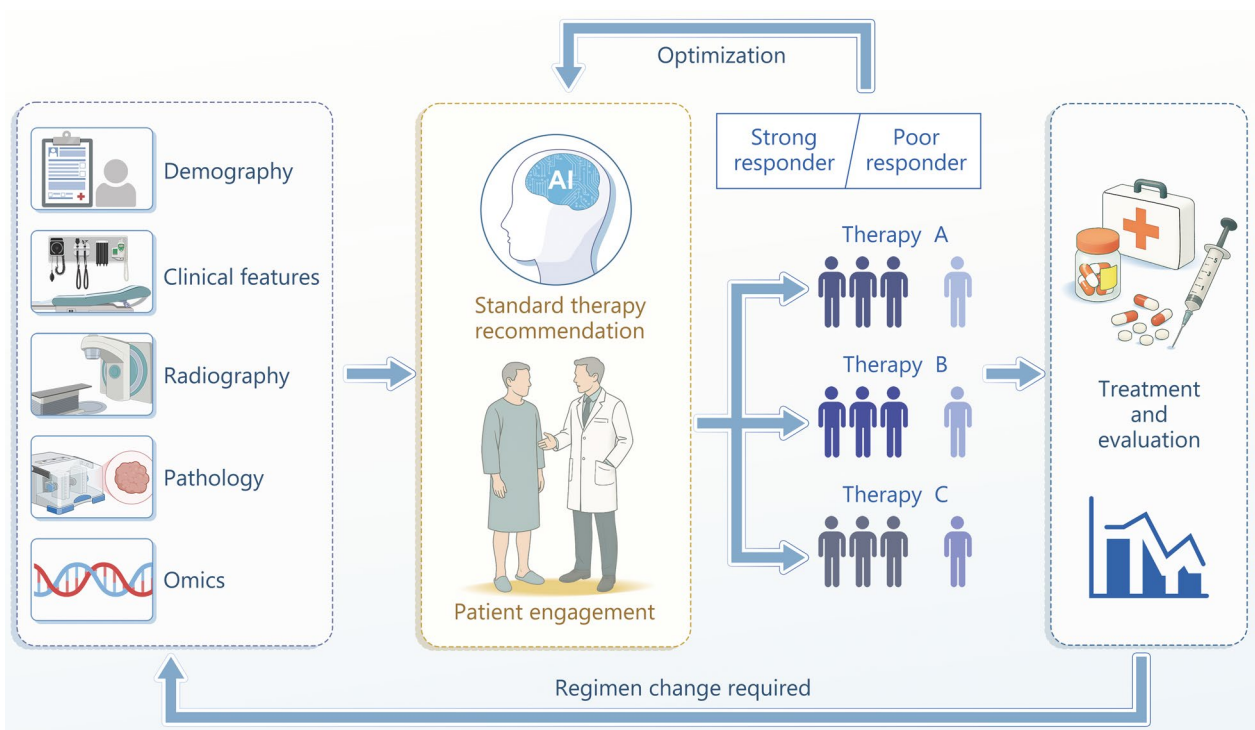 Optimization
Demography
Clinical features
Radiography
Pathology
Omics
AI
Standard therapy
recommendation
Patient engagement
Strong
responder
Poor
responder
Therapy A
Therapy B
Therapy C
Treatment
and
evaluation
Regimen change required